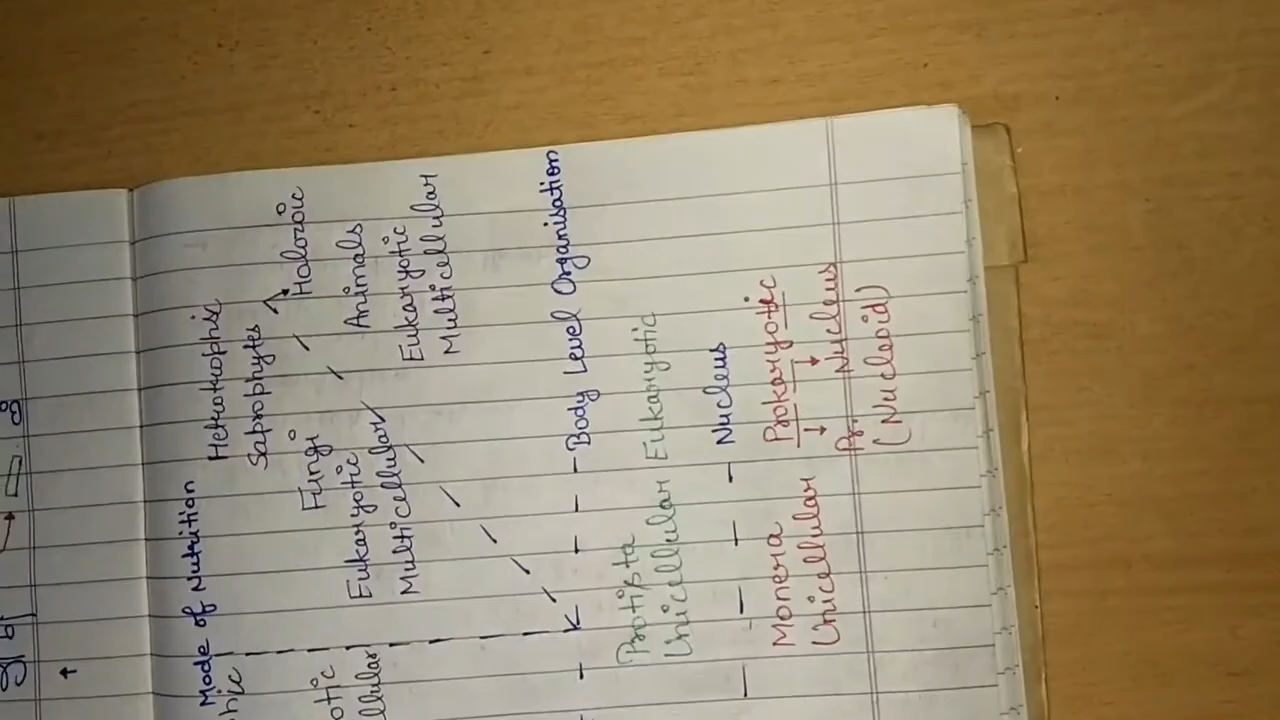 Mode of Nutrition
Hetrotrophic
Saprophytes
Holozoic
Fungi
Animals
Eukaryotic
Eukaryotic
Multicellular
Multicellular
Body Level Organisation
Protista
Unicellular Eukaryotic
Nucleus
Monera
Prokaryotic
Unicellular
Nucleus
(Nucleoid)